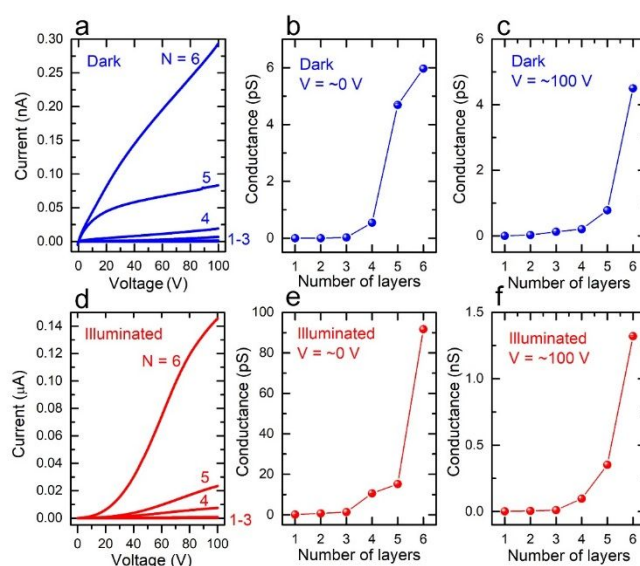 a
b
c
0.30
0.25
0.20
0.15
0.10
0.05
0.00
Current (nA)
Dark
N = 6
5
4
1-3
0 20 40 60 80 100
Voltage (V)
6
4
2
0
Conductance (pS)
Dark
V = ~0 V
1 2 3 4 5 6
Number of layers
6
4
2
0
Conductance (pS)
Dark
V = ~100 V
1 2 3 4 5 6
Number of layers
d
e
f
0.14
0.12
0.10
0.08
0.06
0.04
0.02
0.00
Current (μA)
Illuminated
N = 6
5
4
1-3
0 20 40 60 80 100
Voltage (V)
100
80
60
40
20
0
Conductance (pS)
Illuminated
V = ~0 V
1 2 3 4 5 6
Number of layers
1.5
1.0
0.5
0.0
Conductance (nS)
Illuminated
V = ~100 V
1 2 3 4 5 6
Number of layers